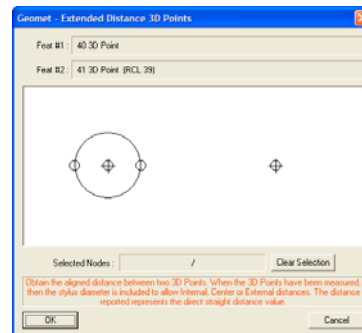 Geomet - Extended Distance 3D Points
Feat #1 : 40 3D Point
Feat #2 : 41 3D Point (RCL 39)
Selected Nodes : / Clear Selection
Obtain the aligned distance between two 3D Points. When the 3D Points have been measured,
then the stylus diameter is included to allow Internal, Center or External distances. The distance
reported represents the direct straight distance value.
OK Cancel